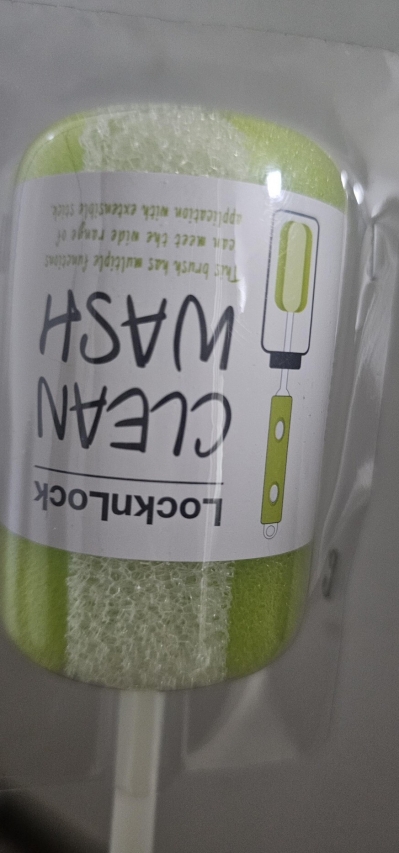 LocknLock
CLEAN
WASH
This brush has multiple functions
can meet the wide range of
application with extensible stick.